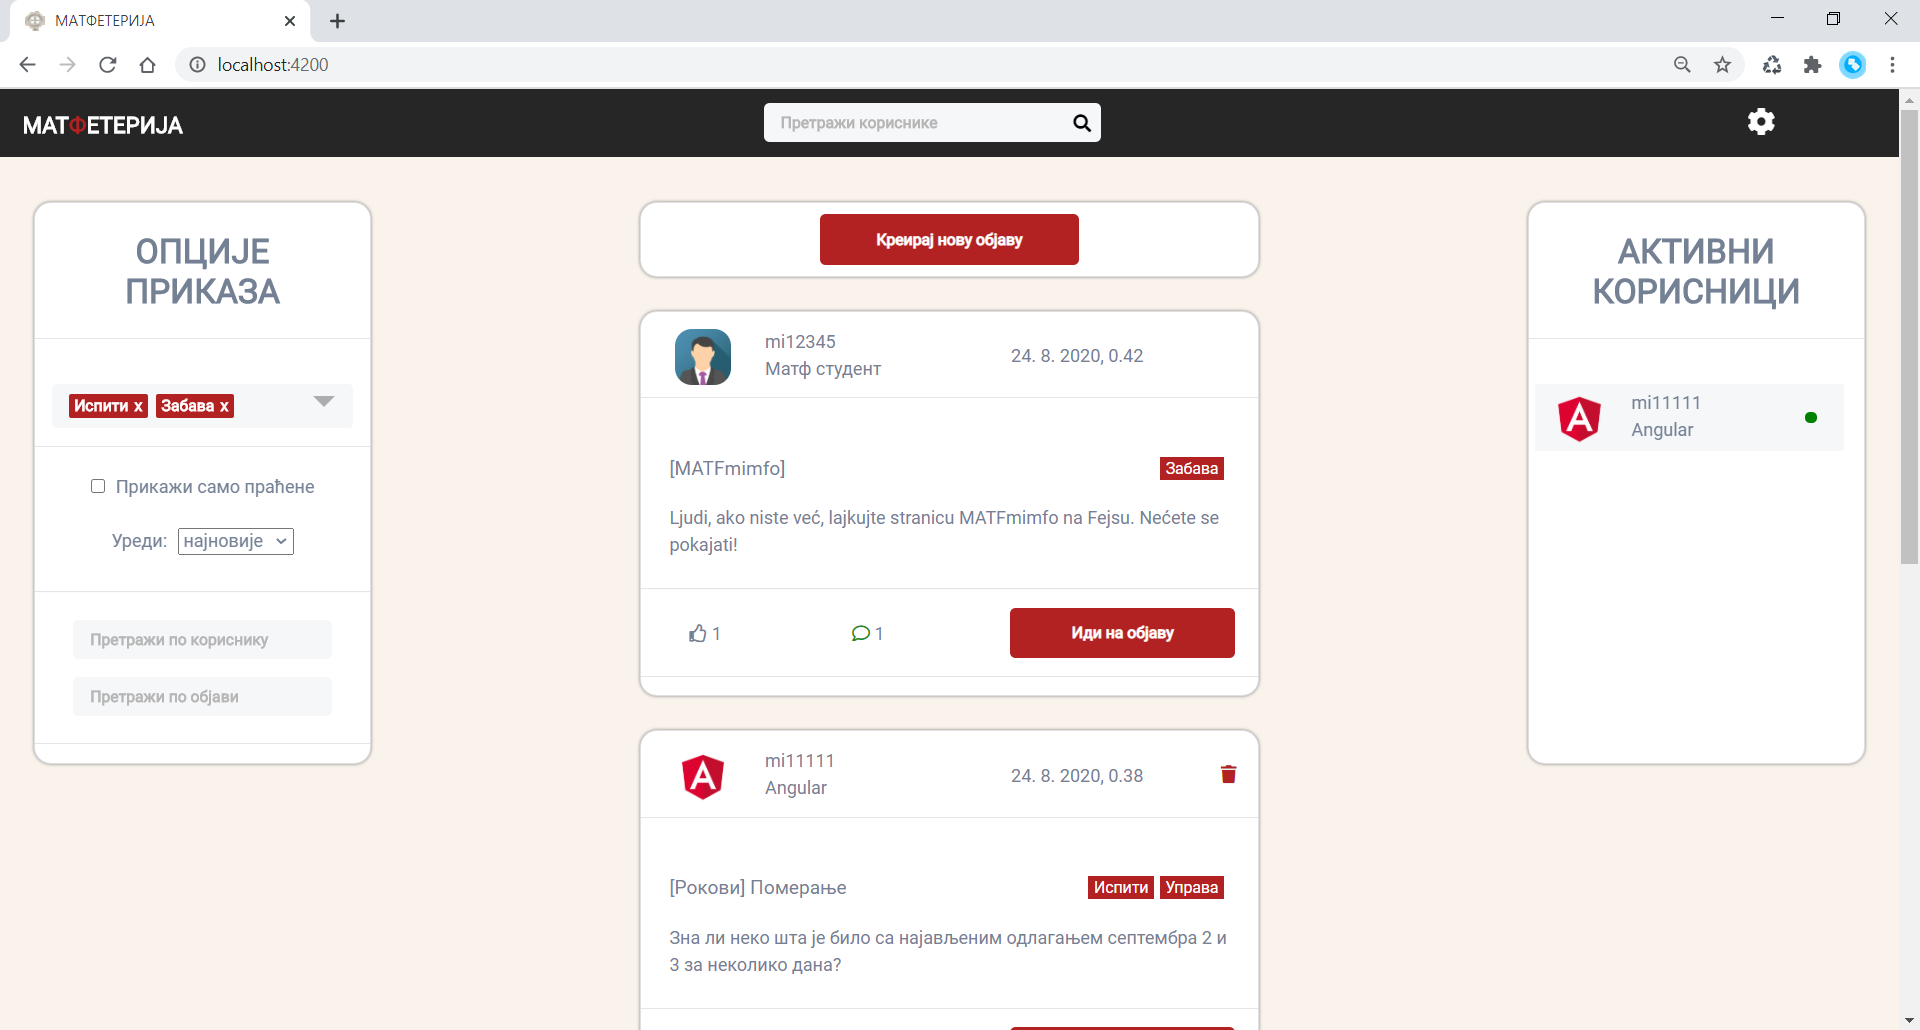 МАТФЕТЕРИЈА
localhost:4200
МАТФЕТЕРИЈА
Претражи кориснике
ОПЦИЈЕ
ПРИКАЗА
Испити x Забава x
Прикажи само праћене
Уреди: најновије
Претражи по кориснику
Претражи по објави
Креирај нову објаву
mi12345
Матф студент
24. 8. 2020, 0.42
[MATFmimfo]
Забава
Ljudi, ako niste već, lajkujte stranicu MATFmimfo na Fejsu. Nećete se
pokajati!
1
1
Иди на објаву
mi11111
Angular
24. 8. 2020, 0.38
[Рокови] Померање
Испити Управа
Зна ли неко шта је било са најављеним одлагањем септембра 2 и
3 за неколико дана?
АКТИВНИ
КОРИСНИЦИ
mi11111
Angular